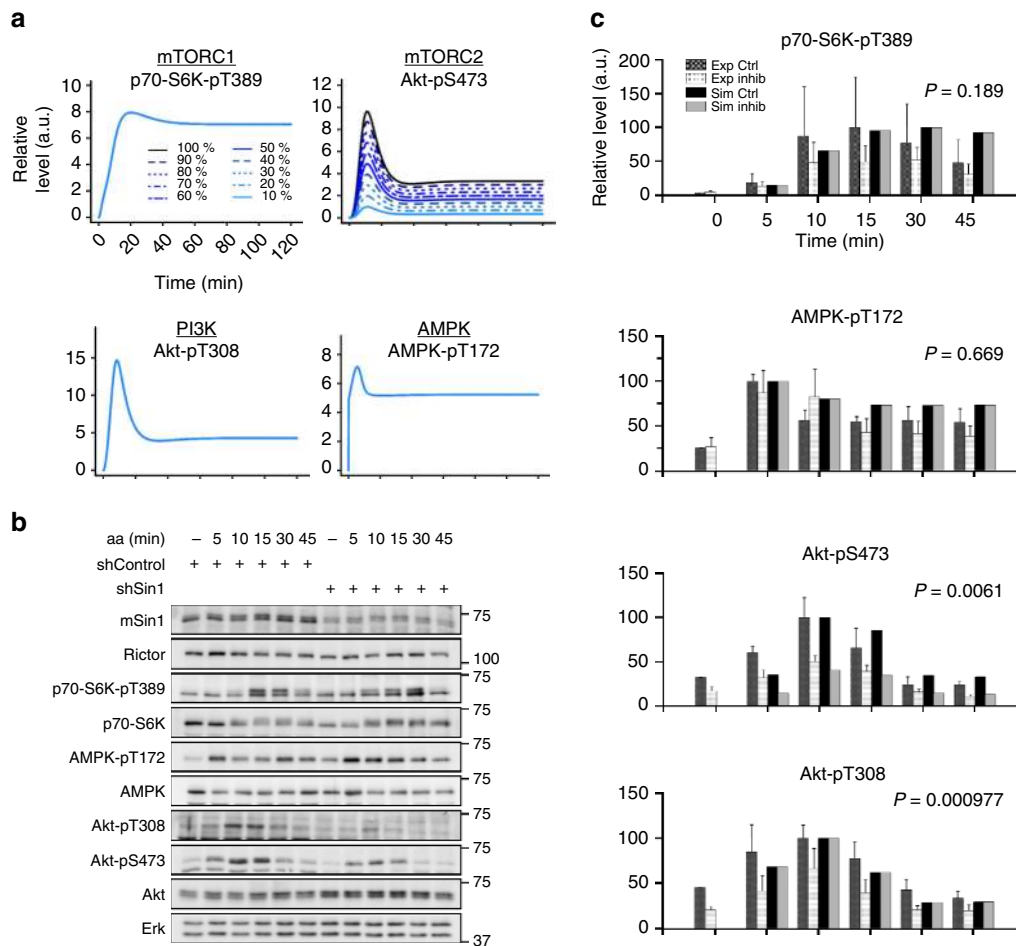 a
mTORC1
p70-S6K-pT389
Relative level (a.u.)
10
8
6
4
2
0
100 %
90 %
80 %
70 %
60 %
50 %
40 %
30 %
20 %
10 %
0 20 40 60 80 100 120
Time (min)
mTORC2
Akt-pS473
12
10
8
6
4
2
0
PI3K
Akt-pT308
15
10
5
0
AMPK
AMPK-pT172
8
6
4
2
0
b
aa (min) – 5 10 15 30 45 – 5 10 15 30 45
shControl + + + + + +
shSin1 + + + + + +
mSin1 75
Rictor 100
p70-S6K-pT389 75
p70-S6K 75
AMPK-pT172 75
AMPK 75
Akt-pT308 75
Akt-pS473 75
Akt 75
Erk 37
c
p70-S6K-pT389
Relative level (a.u.)
200
150
100
50
0
Exp Ctrl
Exp inhib
Sim Ctrl
Sim inhib
P = 0.189
0 5 10 15 30 45
Time (min)
AMPK-pT172
150
100
50
0
P = 0.669
Akt-pS473
150
100
50
0
P = 0.0061
Akt-pT308
150
100
50
0
P = 0.000977